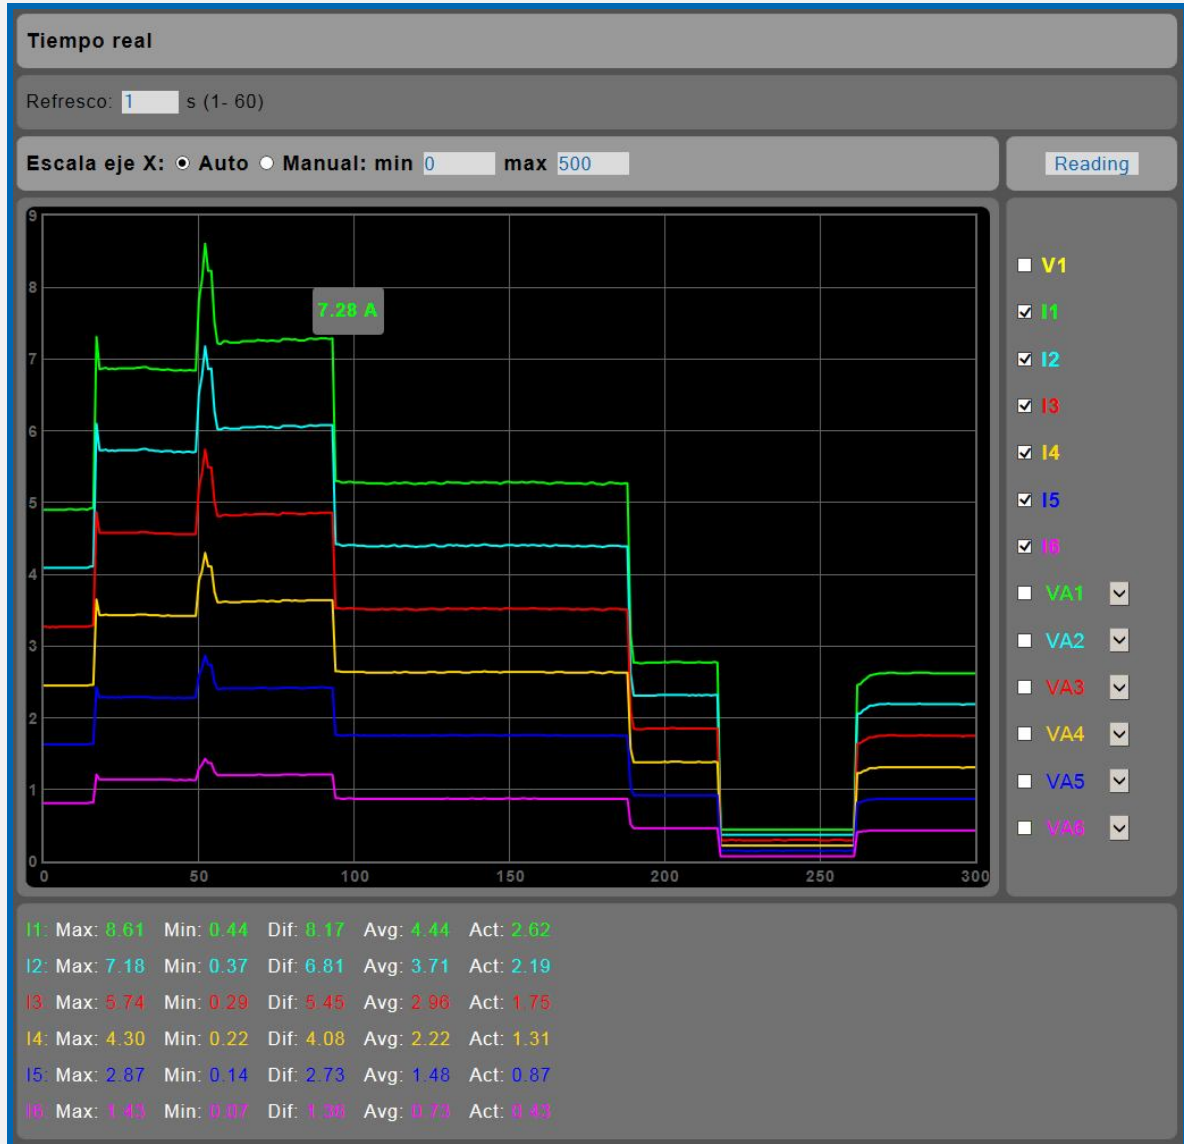 Tiempo real
Refresco: 1 s (1- 60)
Escala eje X: Auto Manual: min 0 max 500
Reading
9
8
7
6
5
4
3
2
1
0
7.28 A
0 50 100 150 200 250 300
V1
I1
I2
I3
I4
I5
I6
VA1
VA2
VA3
VA4
VA5
VA6
I1: Max: 8.61 Min: 0.44 Dif: 8.17 Avg: 4.44 Act: 2.62
I2: Max: 7.18 Min: 0.37 Dif: 6.81 Avg: 3.71 Act: 2.19
I3: Max: 5.74 Min: 0.29 Dif: 5.45 Avg: 2.96 Act: 1.75
I4: Max: 4.30 Min: 0.22 Dif: 4.08 Avg: 2.22 Act: 1.31
I5: Max: 2.87 Min: 0.14 Dif: 2.73 Avg: 1.48 Act: 0.87
I6: Max: 1.43 Min: 0.07 Dif: 1.36 Avg: 0.73 Act: 0.43